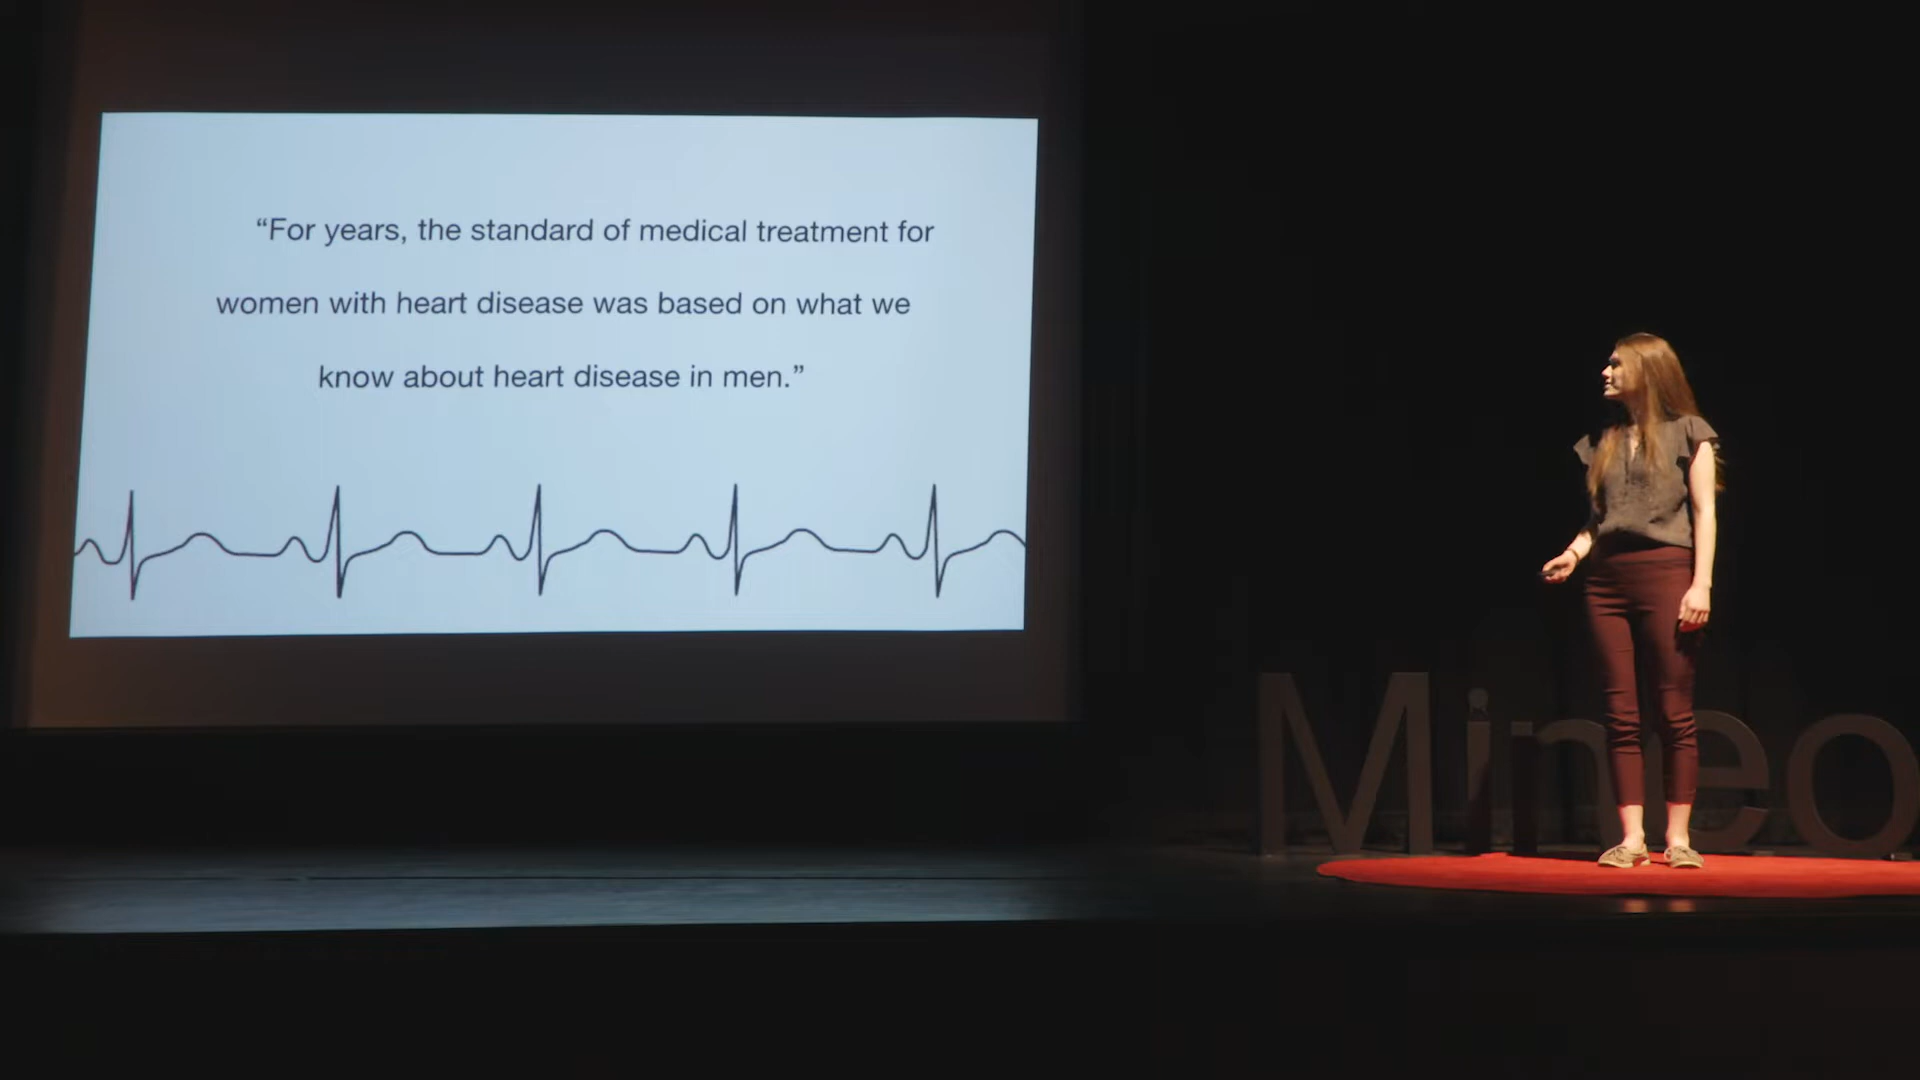 “For years, the standard of medical treatment for
women with heart disease was based on what we
know about heart disease in men.”
Mineo